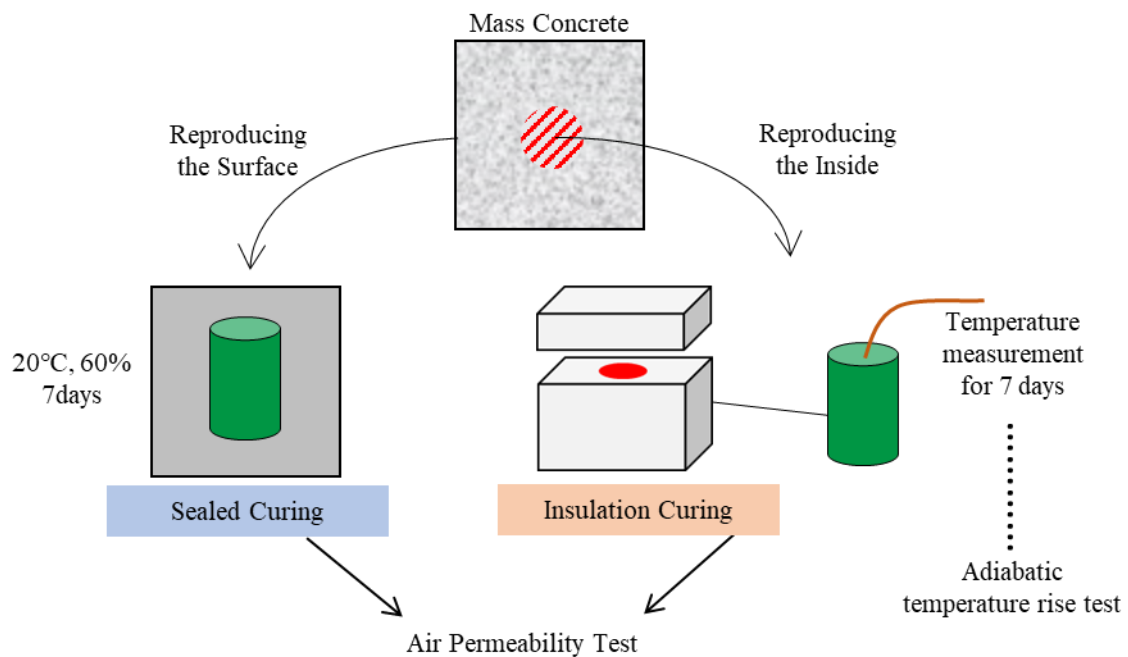 Mass Concrete
Reproducing
the Surface
Reproducing
the Inside
20℃, 60%
7days
Temperature
measurement
for 7 days
Sealed Curing
Insulation Curing
Adiabatic
temperature rise test
Air Permeability Test